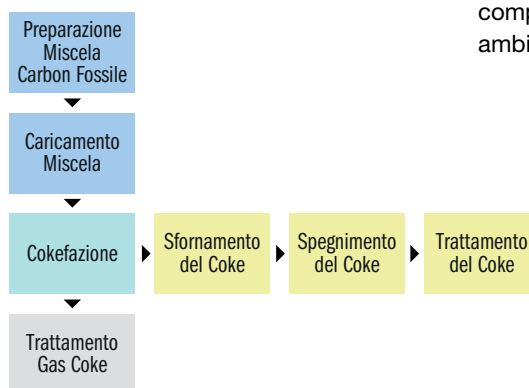 Preparazione
Miscela
Carbon Fossile
Caricamento
Miscela
Cokefazione
Sfornamento
del Coke
Spegnimento
del Coke
Trattamento
del Coke
Trattamento
Gas Coke